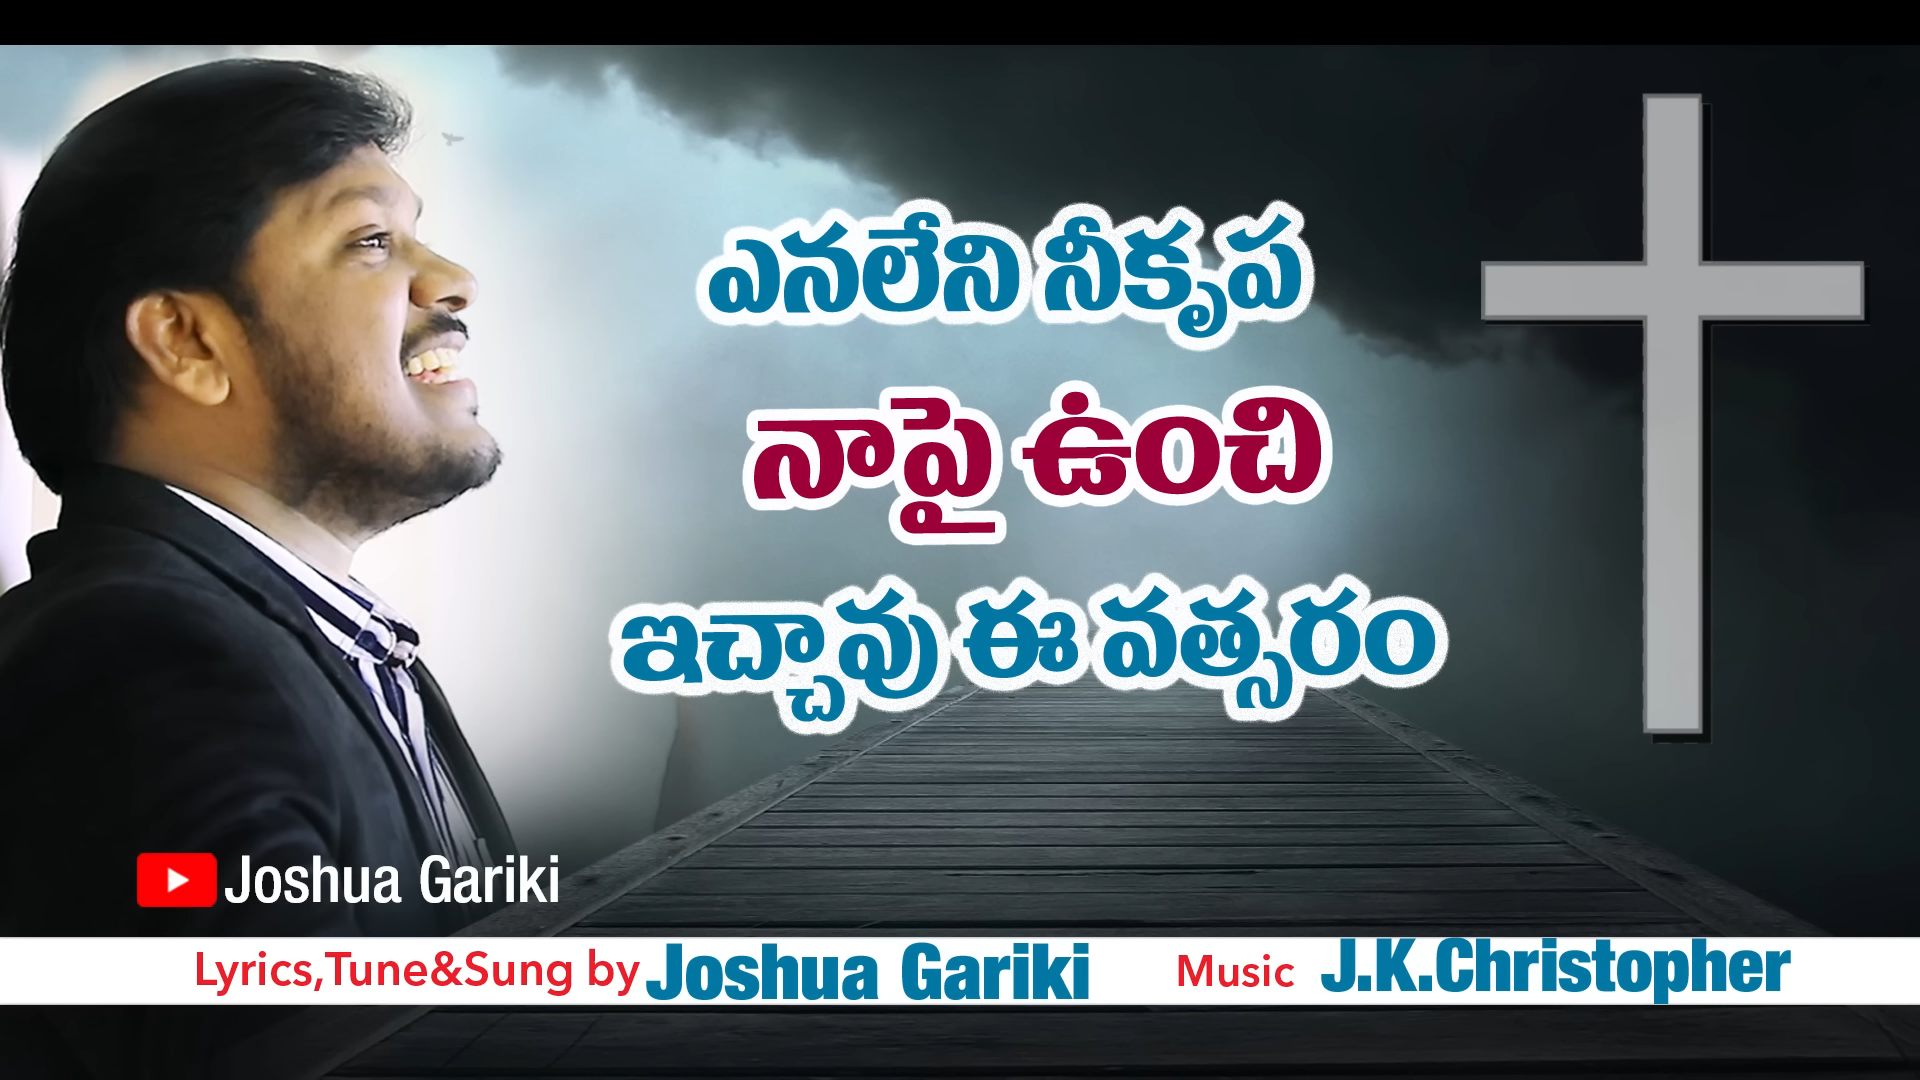 ఎనలేని నీకృప
నాపై ఉంచి
ఇచ్చావు ఈ వత్సరం
Joshua Gariki
Lyrics,Tune&Sung by Joshua Gariki Music J.K.Christopher